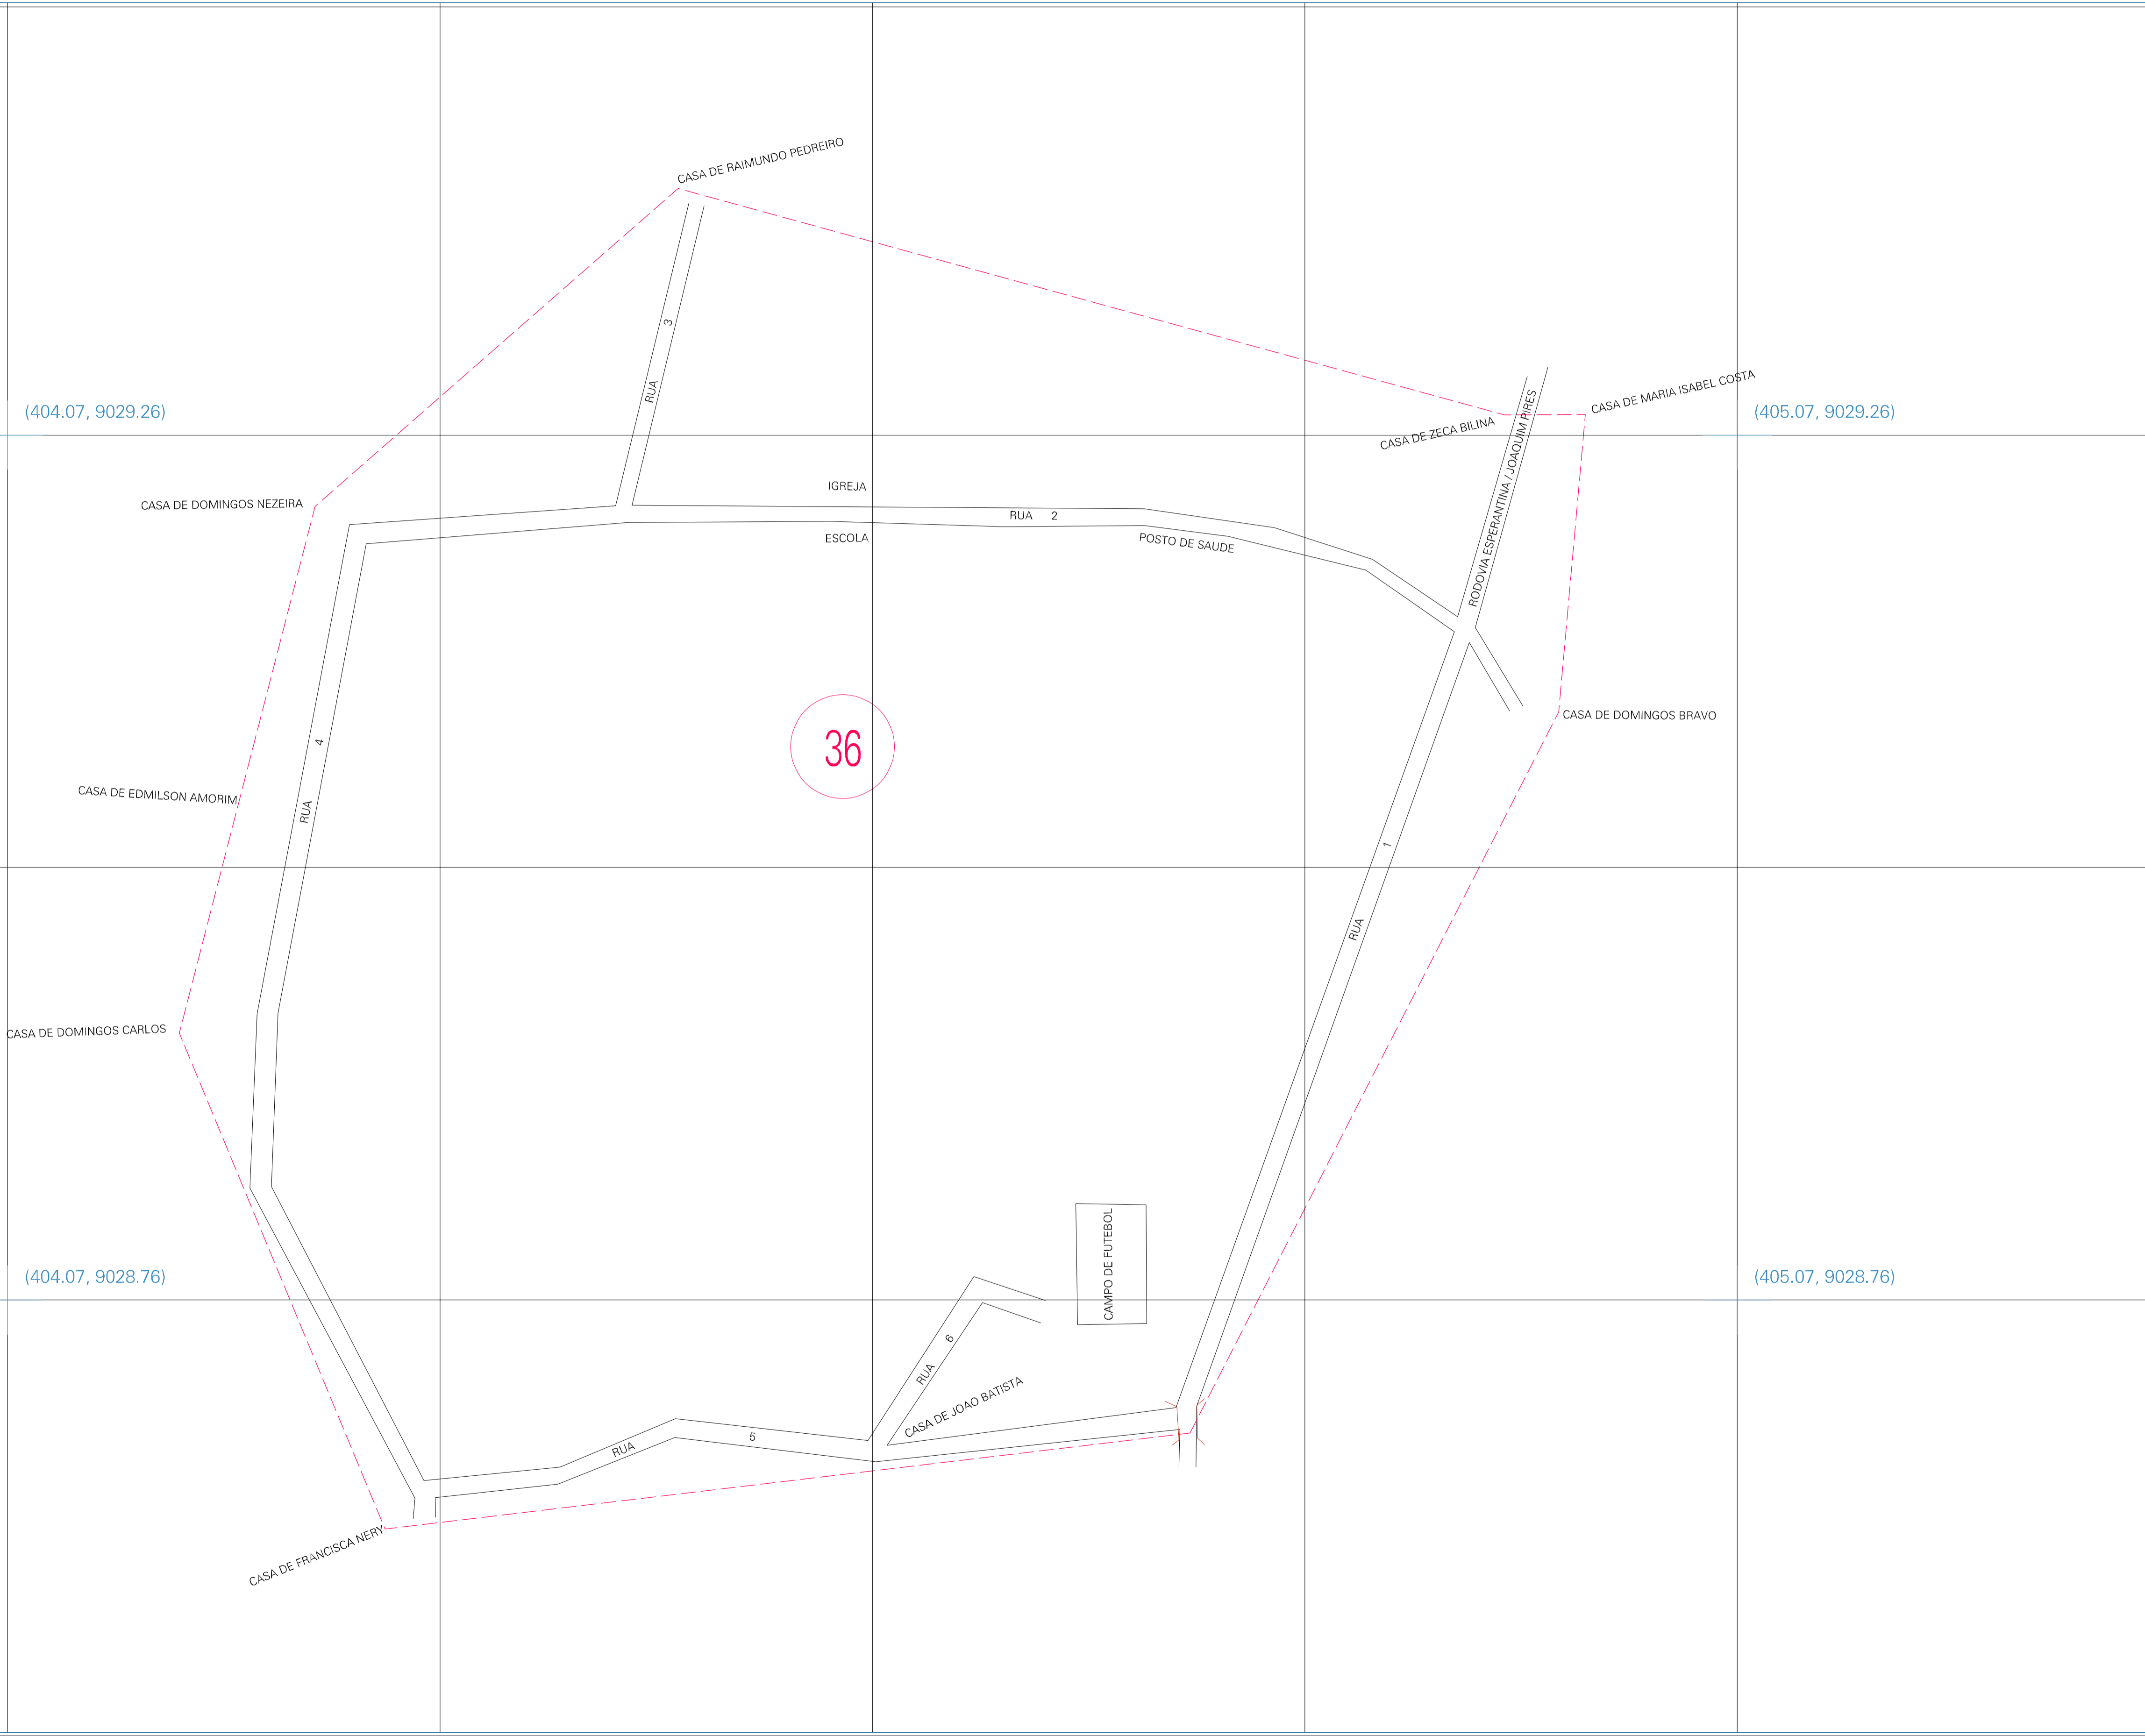 CASA DE RAIMUNDO PEDREIRO
RUA 3
(404.07, 9029.26)
CASA DE ZECA BILINA
RODOVIA ESPERANTINA / JOAQUIM PIRES
CASA DE MARIA ISABEL COSTA
(405.07, 9029.26)
CASA DE DOMINGOS NEZEIRA
IGREJA
RUA 2
ESCOLA
POSTO DE SAUDE
CASA DE DOMINGOS BRAVO
36
RUA 4
CASA DE EDMILSON AMORIM
RUA 1
CASA DE DOMINGOS CARLOS
(404.07, 9028.76)
CAMPO DE FUTEBOL
(405.07, 9028.76)
RUA 6
CASA DE JOAO BATISTA
RUA 5
CASA DE FRANCISCA NERY